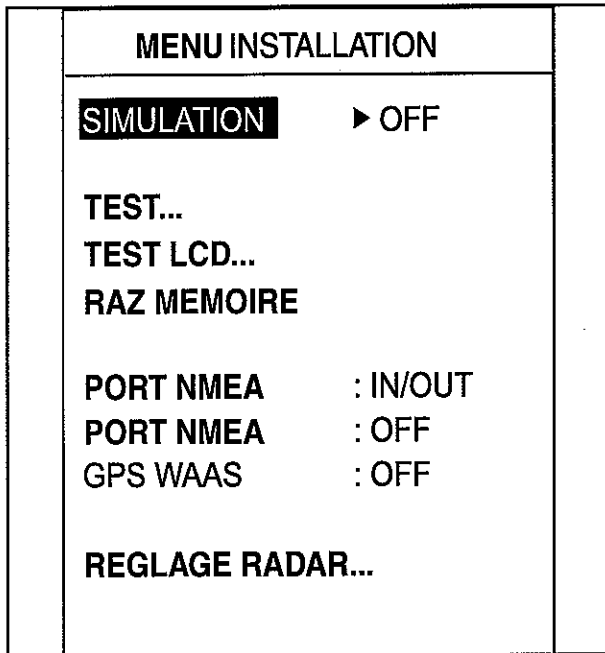 MENU INSTALLATION
SIMULATION ▶ OFF
TEST...
TEST LCD...
RAZ MEMOIRE
PORT NMEA : IN/OUT
PORT NMEA : OFF
GPS WAAS : OFF
REGLAGE RADAR...